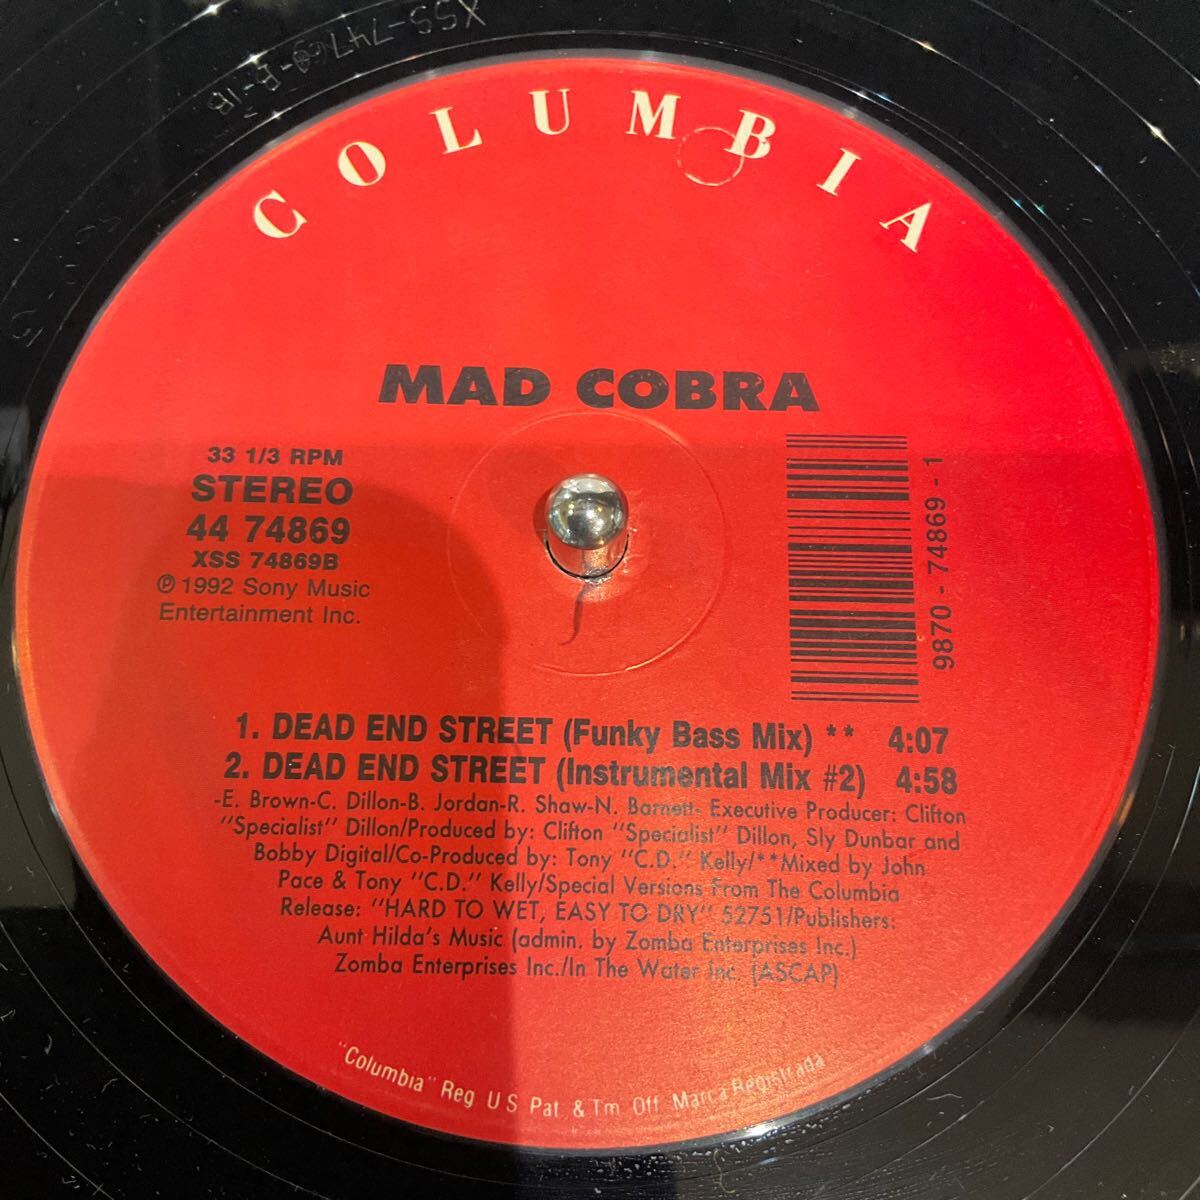 COLUMBIA
MAD COBRA
33 1/3 RPM
STEREO
44 74869
XSS 74869B
℗ 1992 Sony Music
Entertainment Inc.
9870 - 74869 - 1
1. DEAD END STREET (Funky Bass Mix) ** 4:07
2. DEAD END STREET (Instrumental Mix #2) 4:58
-E. Brown-C. Dillon-B. Jordan-R. Shaw-N. Barnett- Executive Producer: Clifton
"Specialist" Dillon/Produced by: Clifton "Specialist" Dillon, Sly Dunbar and
Bobby Digital/Co-Produced by: Tony "C.D." Kelly/**Mixed by John
Pace & Tony "C.D." Kelly/Special Versions From The Columbia
Release: "HARD TO WET, EASY TO DRY" 52751/Publishers:
Aunt Hilda's Music (admin. by Zomba Enterprises Inc.)
Zomba Enterprises Inc./In The Water Inc. (ASCAP)
"Columbia" Reg U S Pat & Tm Off Marca Registrada